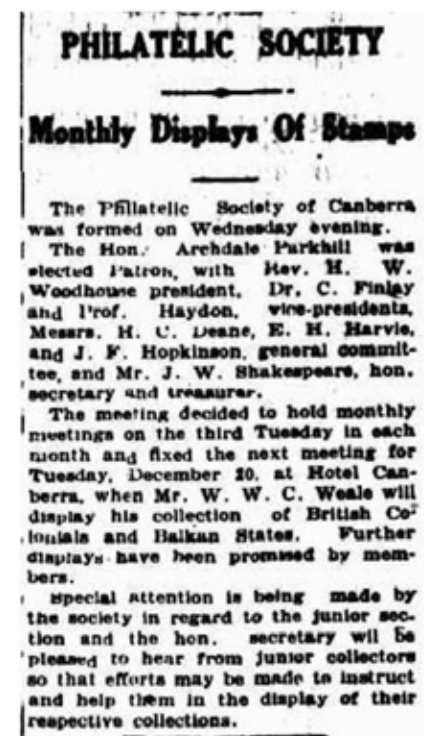 PHILATELIC SOCIETY
Monthly Displays Of Stamps
The Philatelic Society of Canberra
was formed on Wednesday evening.
The Hon. Archdale Parkhill was
elected Patron, with Rev. H. W.
Woodhouse president, Dr. C. Finlay
and Prof. Haydon, vice-presidents,
Messrs. H. C. Deane, E. H. Harvie,
and J. F. Hopkinson, general commit-
tee, and Mr. J. W. Shakespeare, hon.
secretary and treasurer.
The meeting decided to hold monthly
meetings on the third Tuesday in each
month and fixed the next meeting for
Tuesday, December 20, at Hotel Can-
berra, when Mr. W. W. C. Weale will
display his collection of British Co-
lonials and Balkan States. Further
displays have been promised by mem-
bers.
Special attention is being made by
the society in regard to the junior sec-
tion and the hon. secretary wil be
pleased to hear from junior collectors
so that efforts may be made to instruct
and help them in the display of their
respective collections.